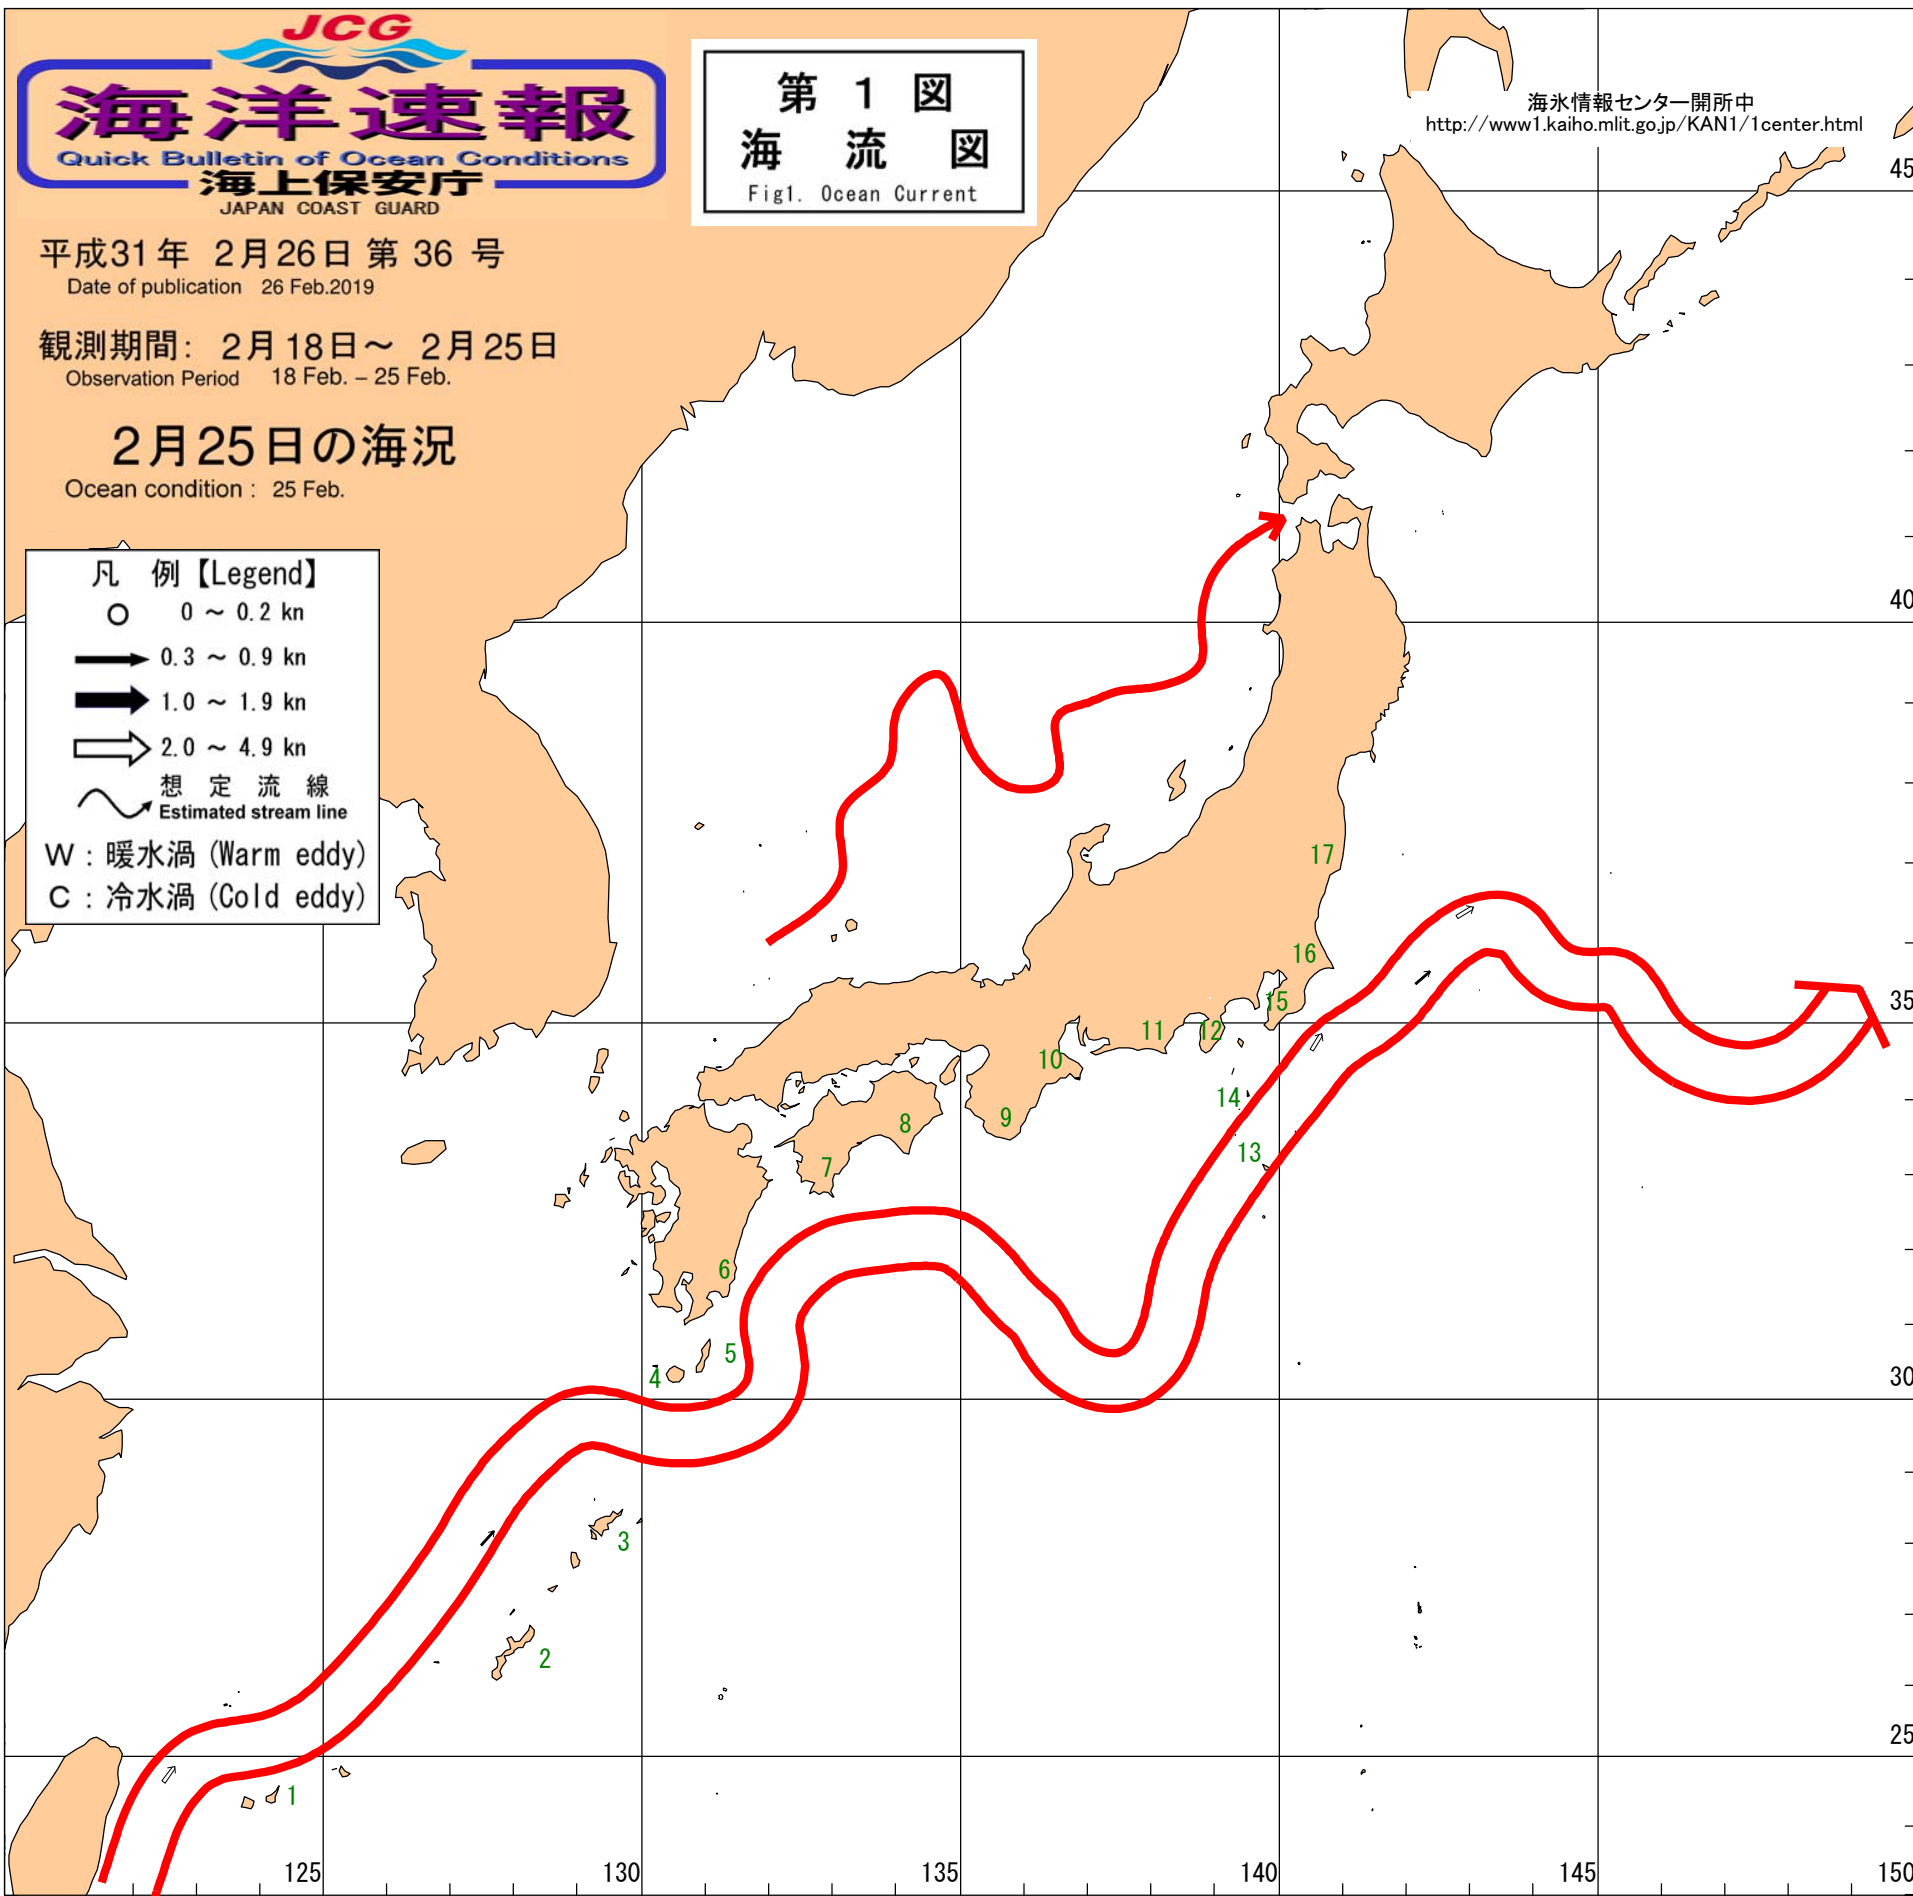 JCG
海洋速報
Quick Bulletin of Ocean Conditions
海上保安庁
JAPAN COAST GUARD
第 1 図
海 流 図
Fig1. Ocean Current
海氷情報センター開所中
http://www1.kaiho.mlit.go.jp/KAN1/1center.html
平成31年 2月26日 第 36 号
Date of publication 26 Feb.2019
観測期間: 2月18日~ 2月25日
Observation Period 18 Feb. – 25 Feb.
2月25日の海況
Ocean condition : 25 Feb.
凡 例【Legend】
0 ~ 0.2 kn
0.3 ~ 0.9 kn
1.0 ~ 1.9 kn
2.0 ~ 4.9 kn
想 定 流 線
Estimated stream line
W : 暖水渦 (Warm eddy)
C : 冷水渦 (Cold eddy)
45
40
35
30
25
17
16
15
12
11
10
14
13
9
8
7
6
5
4
3
2
1
125
130
135
140
145
150